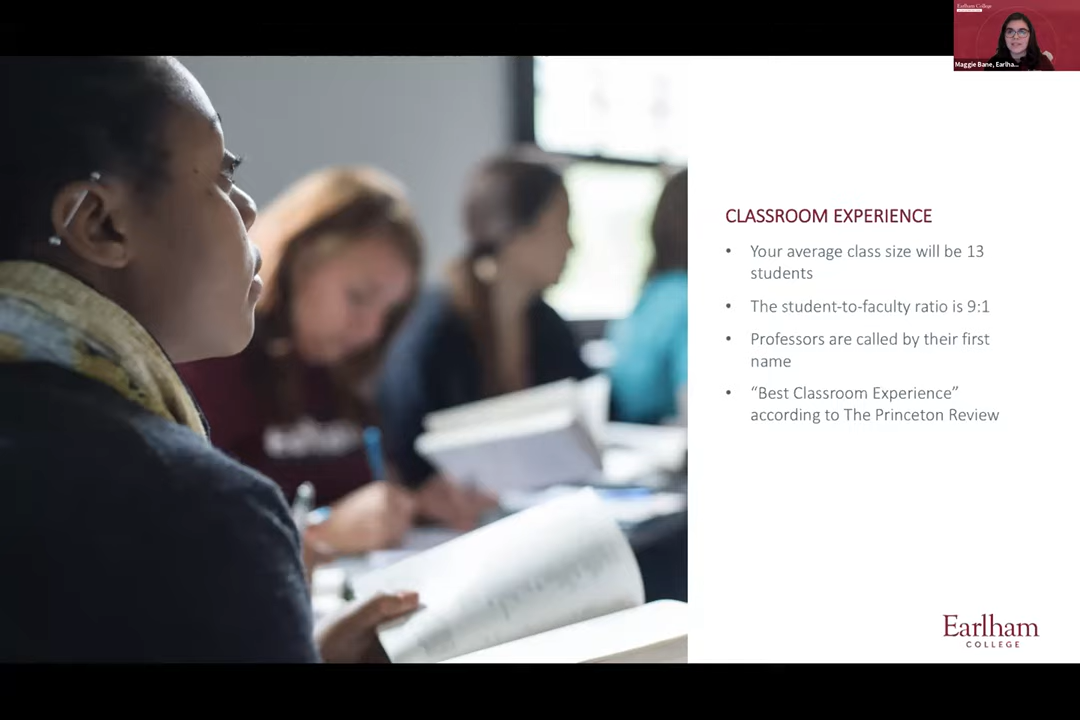 Earlham College
Maggie Bane, Earlha...
CLASSROOM EXPERIENCE
• Your average class size will be 13
students
• The student-to-faculty ratio is 9:1
• Professors are called by their first
name
• “Best Classroom Experience”
according to The Princeton Review
Earlham
COLLEGE